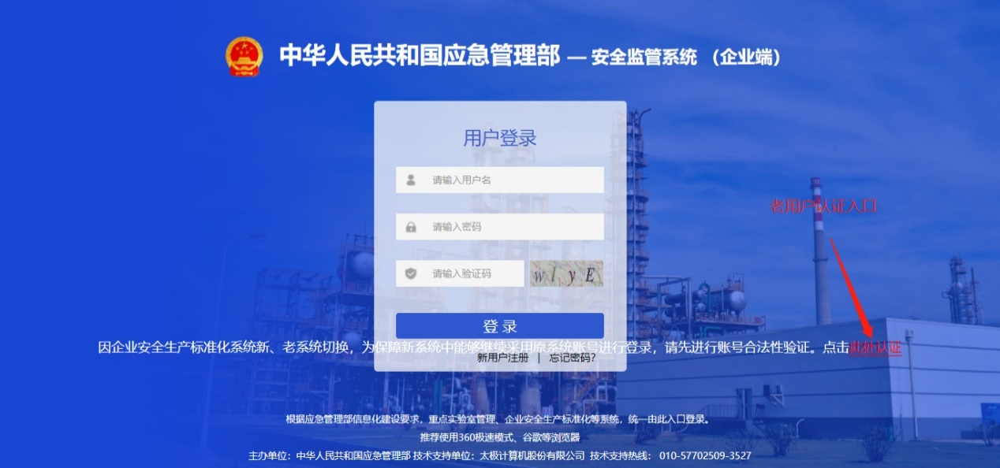 中华人民共和国应急管理部 — 安全监管系统 （企业端）
用户登录
请输入用户名
请输入密码
请输入验证码 wlyE
老用户认证入口
登 录
因企业安全生产标准化系统新、老系统切换，为保障新系统中能够继续采用原系统账号进行登录，请先进行账号合法性验证。点击此处认证
新用户注册 | 忘记密码?
根据应急管理部信息化建设要求，重点实验室管理、企业安全生产标准化等系统，统一由此入口登录。
推荐使用360极速模式、谷歌等浏览器
主办单位：中华人民共和国应急管理部 技术支持单位：太极计算机股份有限公司 技术支持热线： 010-57702509-3527